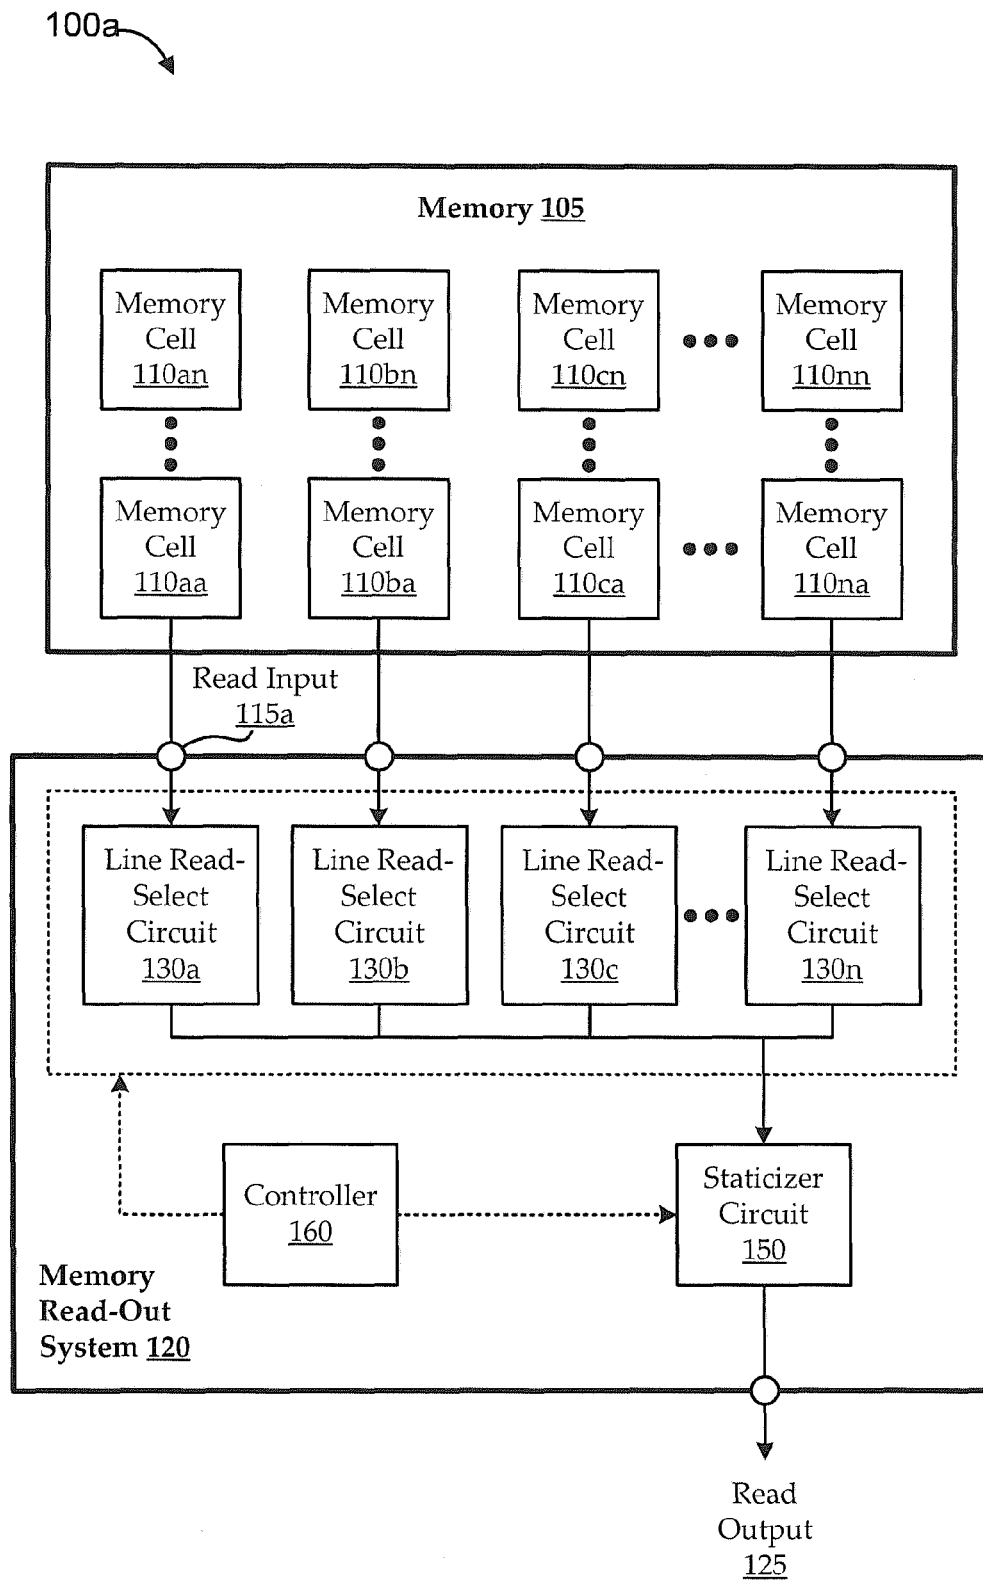 100a
Memory 105
Memory
Cell
110an
Memory
Cell
110bn
Memory
Cell
110cn
Memory
Cell
110nn
Memory
Cell
110aa
Memory
Cell
110ba
Memory
Cell
110ca
Memory
Cell
110na
Read Input
115a
Line Read-
Select
Circuit
130a
Line Read-
Select
Circuit
130b
Line Read-
Select
Circuit
130c
Line Read-
Select
Circuit
130n
Controller
160
Staticizer
Circuit
150
Memory
Read-Out
System 120
Read
Output
125